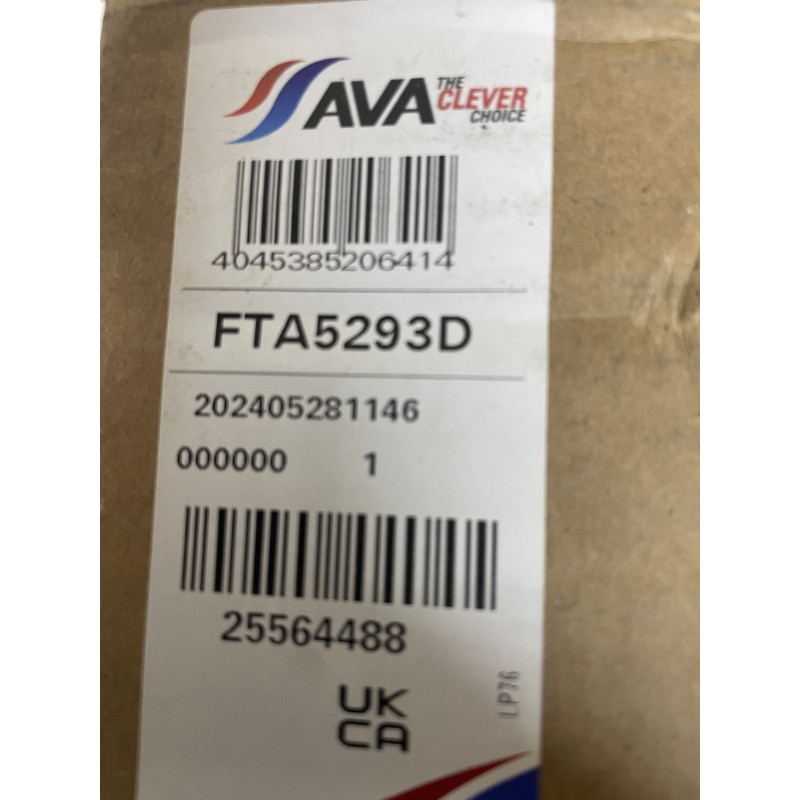 AVA THE CLEVER CHOICE
4045385206414
FTA5293D
202405281146
000000 1
25564488
UK
CA
LP76